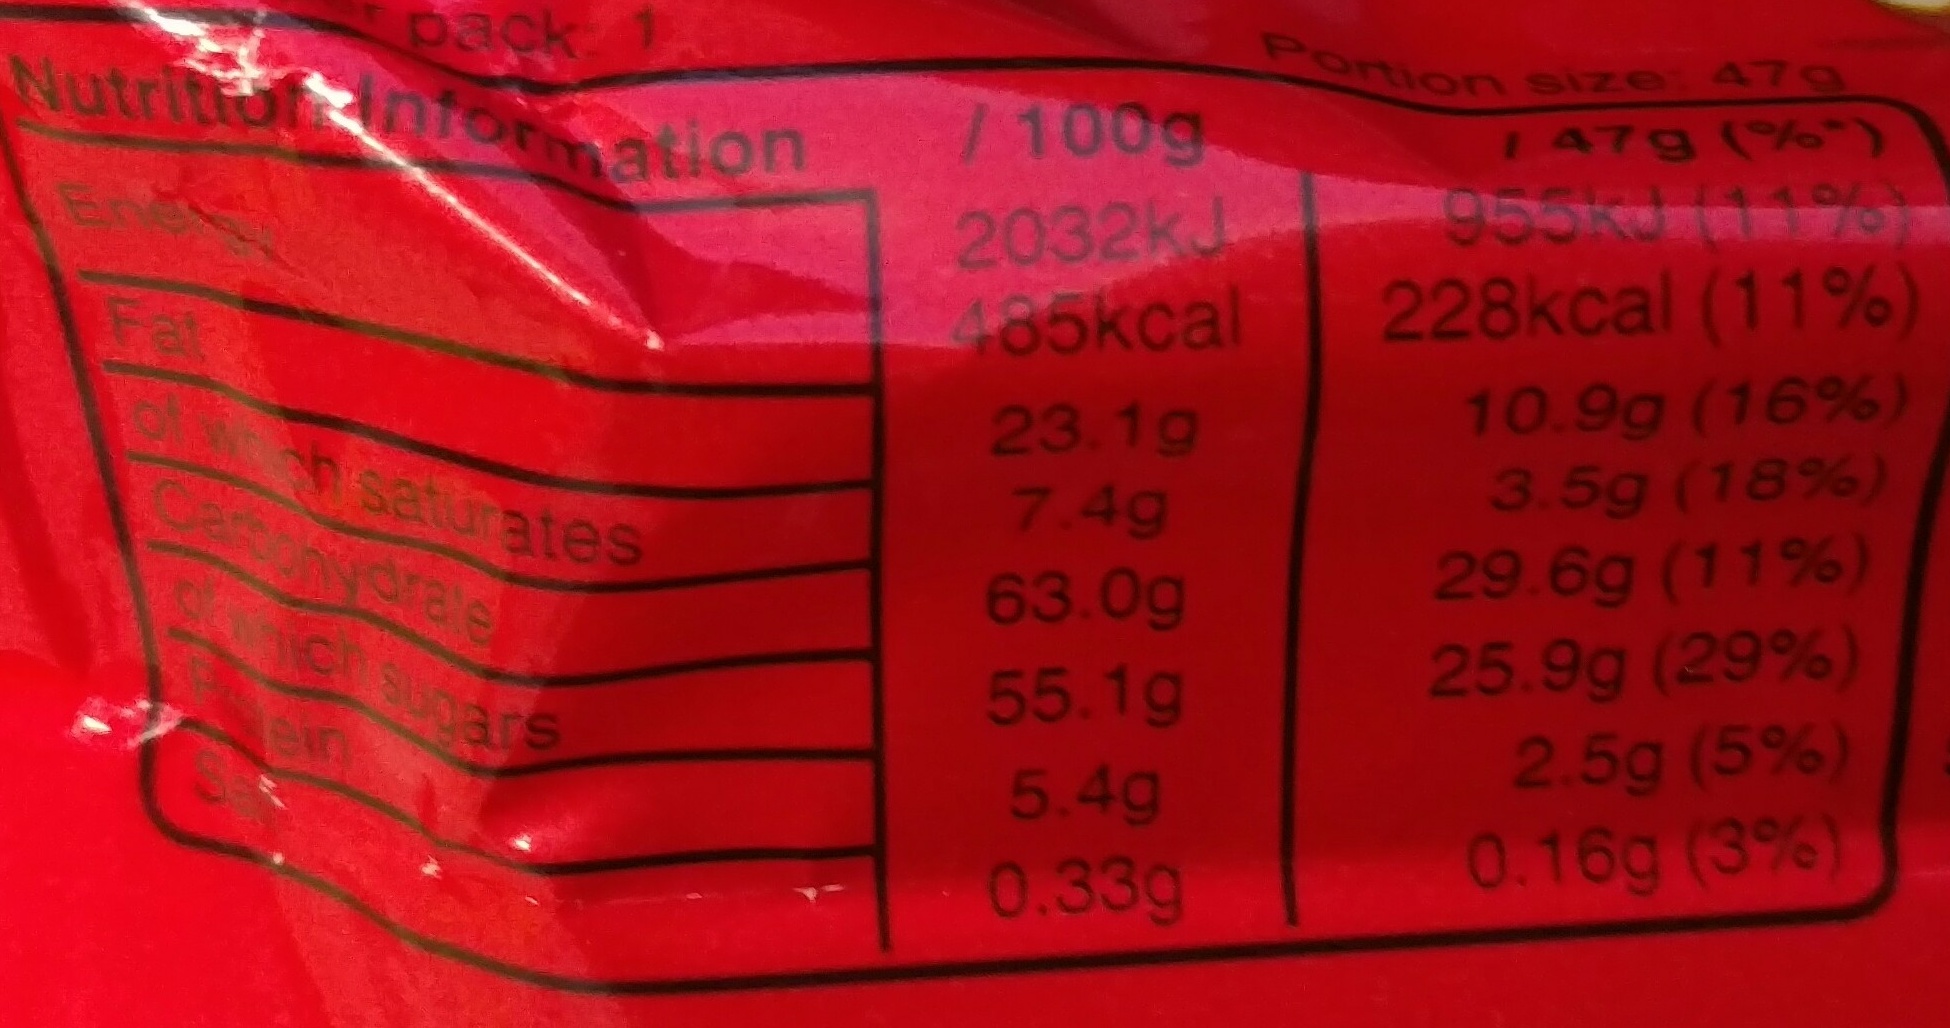 pack: 1
Portion size: 47g
Nutrition Information / 100g / 47g (%*)
Energy 2032kJ 955kJ (11%)
485kcal 228kcal (11%)
Fat 23.1g 10.9g (16%)
of which saturates 7.4g 3.5g (18%)
Carbohydrate 63.0g 29.6g (11%)
of which sugars 55.1g 25.9g (29%)
Protein 5.4g 2.5g (5%)
Salt 0.33g 0.16g (3%)